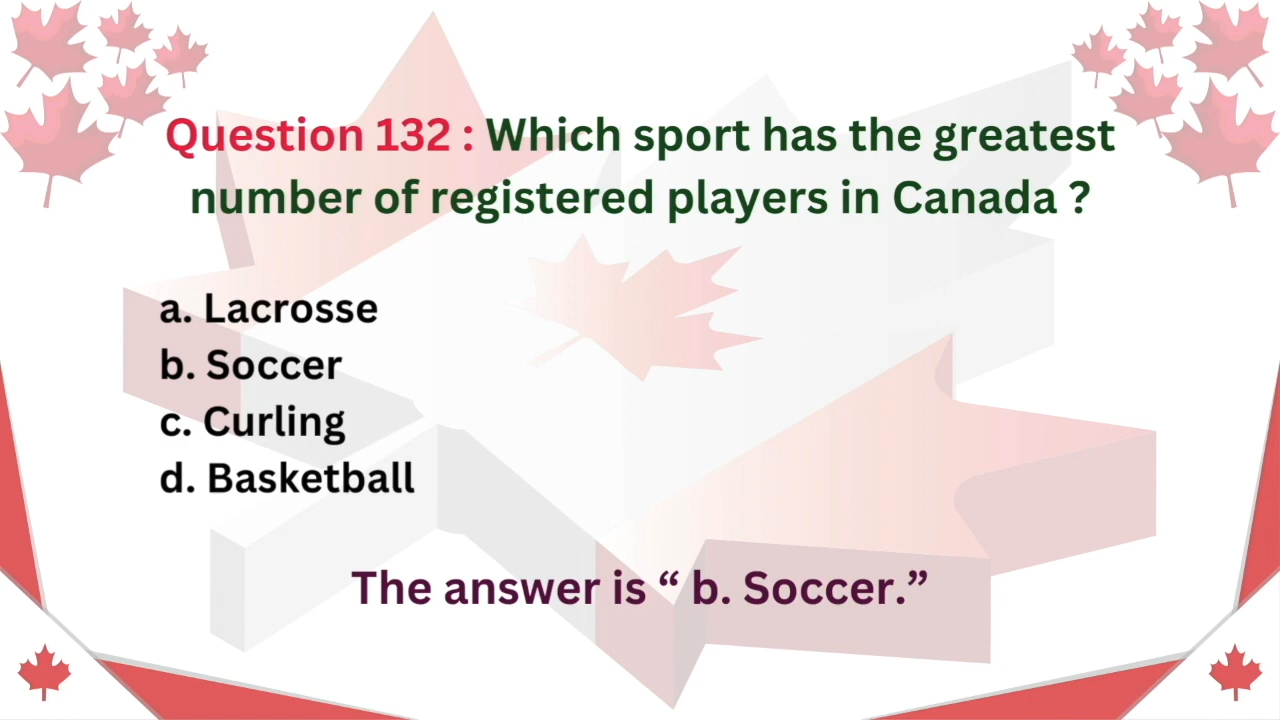 Question 132 : Which sport has the greatest
number of registered players in Canada ?
a. Lacrosse
b. Soccer
c. Curling
d. Basketball
The answer is “ b. Soccer.”